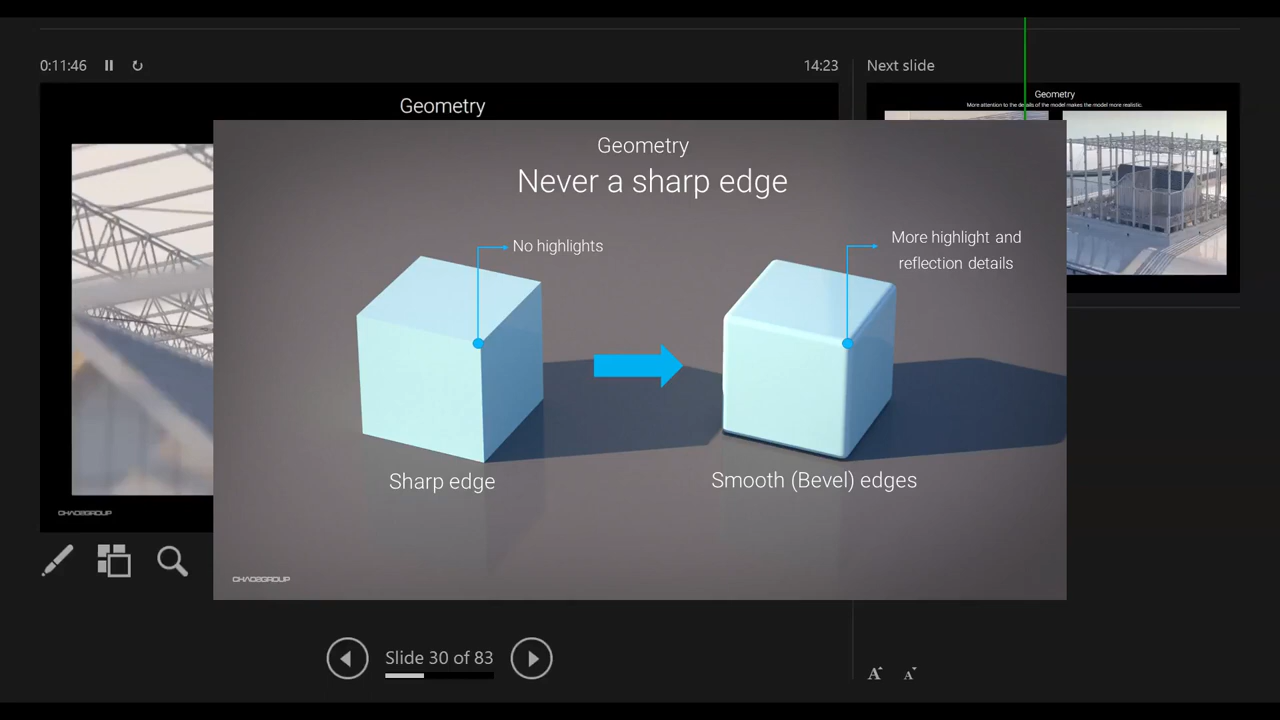 0:11:46
14:23
Next slide
Geometry
Geometry
More attention to the details of the model makes the model more realistic.
Geometry
Never a sharp edge
No highlights
More highlight and
reflection details
Sharp edge
Smooth (Bevel) edges
CHAOSGROUP
CHAOSGROUP
Slide 30 of 83
A
A